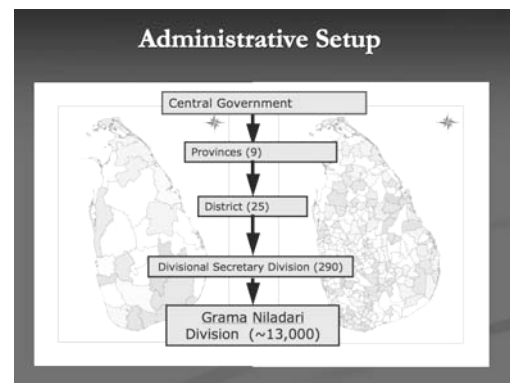 Administrative Setup
Central Government
Provinces (9)
District (25)
Divisional Secretary Division (290)
Grama Niladari
Division (~13,000)